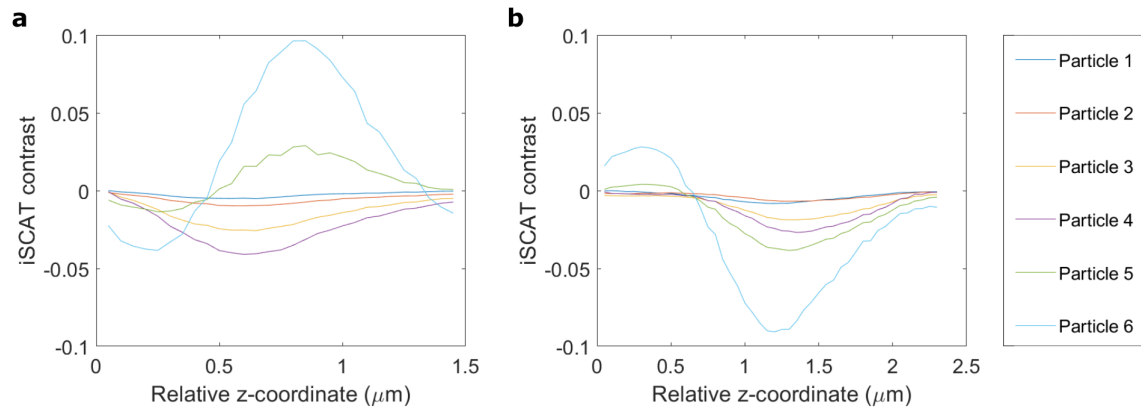 a
b
0.1
0.05
0
-0.05
-0.1
iSCAT contrast
0
0.5
1
1.5
Relative z-coordinate (μm)
0.1
0.05
0
-0.05
-0.1
iSCAT contrast
0
0.5
1
1.5
2
2.5
Relative z-coordinate (μm)
Particle 1
Particle 2
Particle 3
Particle 4
Particle 5
Particle 6